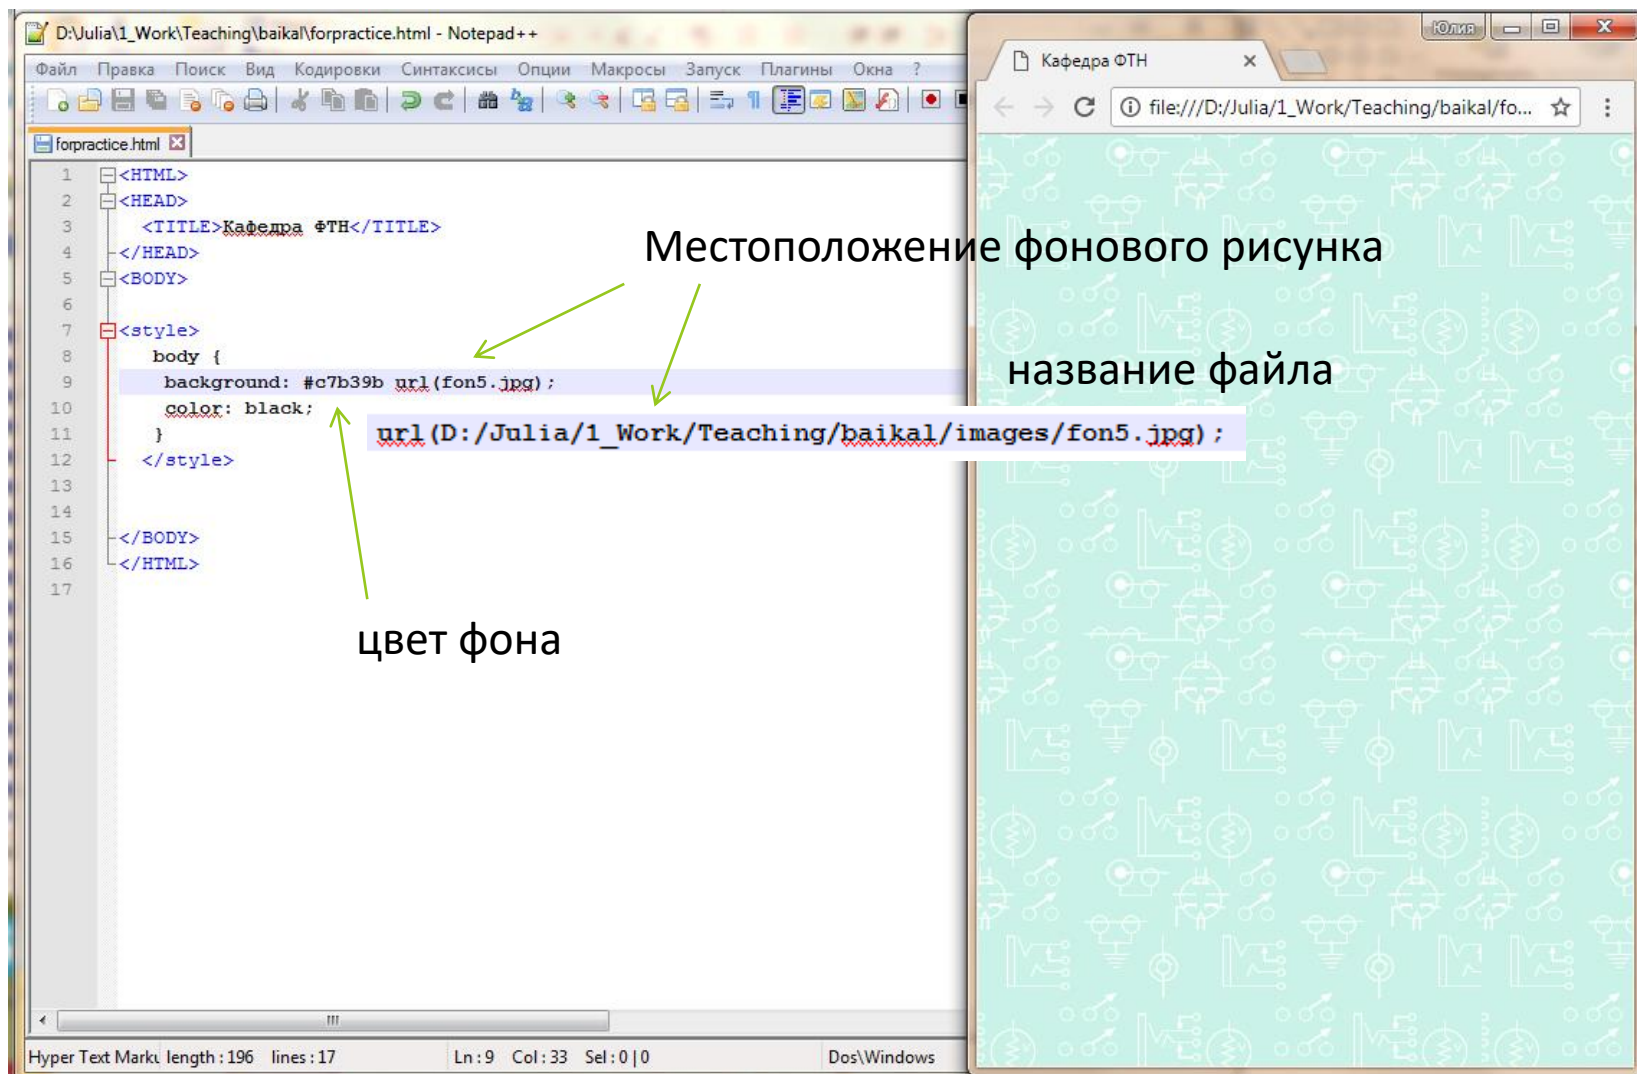 D:\Julia\1_Work\Teaching\baikal\forpractice.html - Notepad++
Файл Правка Поиск Вид Кодировки Синтаксисы Опции Макросы Запуск Плагины Окна ?
forpractice.html
1 <HTML>
2 <HEAD>
3 <TITLE>Кафедра ФТН</TITLE>
4 </HEAD>
5 <BODY>
6
7 <style>
8 body {
9 background: #c7b39b url(fon5.jpg);
10 color: black;
11 }
12 </style>
13
14
15 </BODY>
16 </HTML>
17
Местоположение фонового рисунка
название файла
url(D:/Julia/1_Work/Teaching/baikal/images/fon5.jpg);
цвет фона
Hyper Text Marku length : 196 lines : 17 Ln : 9 Col : 33 Sel : 0 | 0 Dos\Windows
Юлия
Кафедра ФТН
file:///D:/Julia/1_Work/Teaching/baikal/fo...